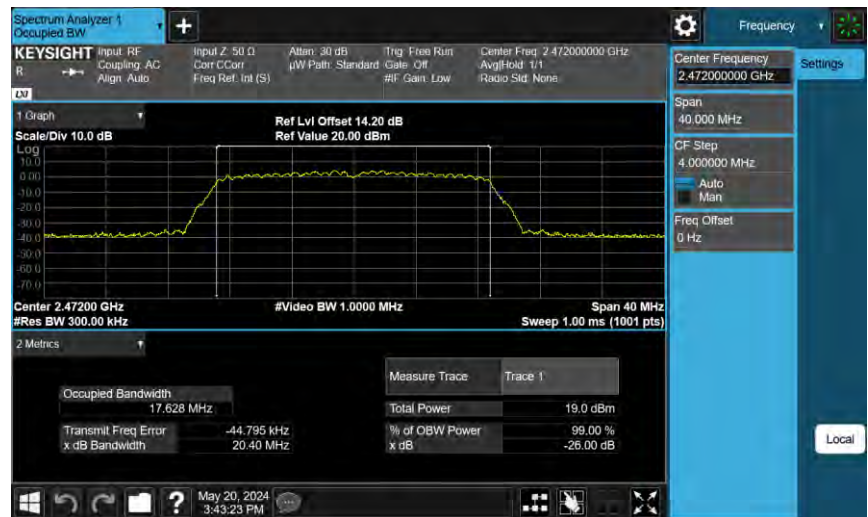 Spectrum Analyzer 1
Occupied BW
Frequency
KEYSIGHT
R
Input: RF
Coupling: AC
Align: Auto
Input Z: 50 Ω
Corr CCorr
Freq Ref: Int (S)
Atten: 30 dB
µW Path: Standard
Trig: Free Run
Gate: Off
#IF Gain: Low
Center Freq: 2.472000000 GHz
Avg|Hold: 1/1
Radio Std: None
LXI
1 Graph
Scale/Div 10.0 dB
Ref Lvl Offset 14.20 dB
Ref Value 20.00 dBm
Log
10.0
0.00
-10.0
-20.0
-30.0
-40.0
-50.0
-60.0
-70.0
Center 2.47200 GHz
#Res BW 300.00 kHz
#Video BW 1.0000 MHz
Span 40 MHz
Sweep 1.00 ms (1001 pts)
2 Metrics
Measure Trace Trace 1
Occupied Bandwidth
17.628 MHz
Total Power 19.0 dBm
Transmit Freq Error -44.795 kHz
% of OBW Power 99.00 %
x dB Bandwidth 20.40 MHz
x dB -26.00 dB
May 20, 2024
3:43:23 PM
Center Frequency
2.472000000 GHz
Settings
Span
40.000 MHz
CF Step
4.000000 MHz
Auto
Man
Freq Offset
0 Hz
Local